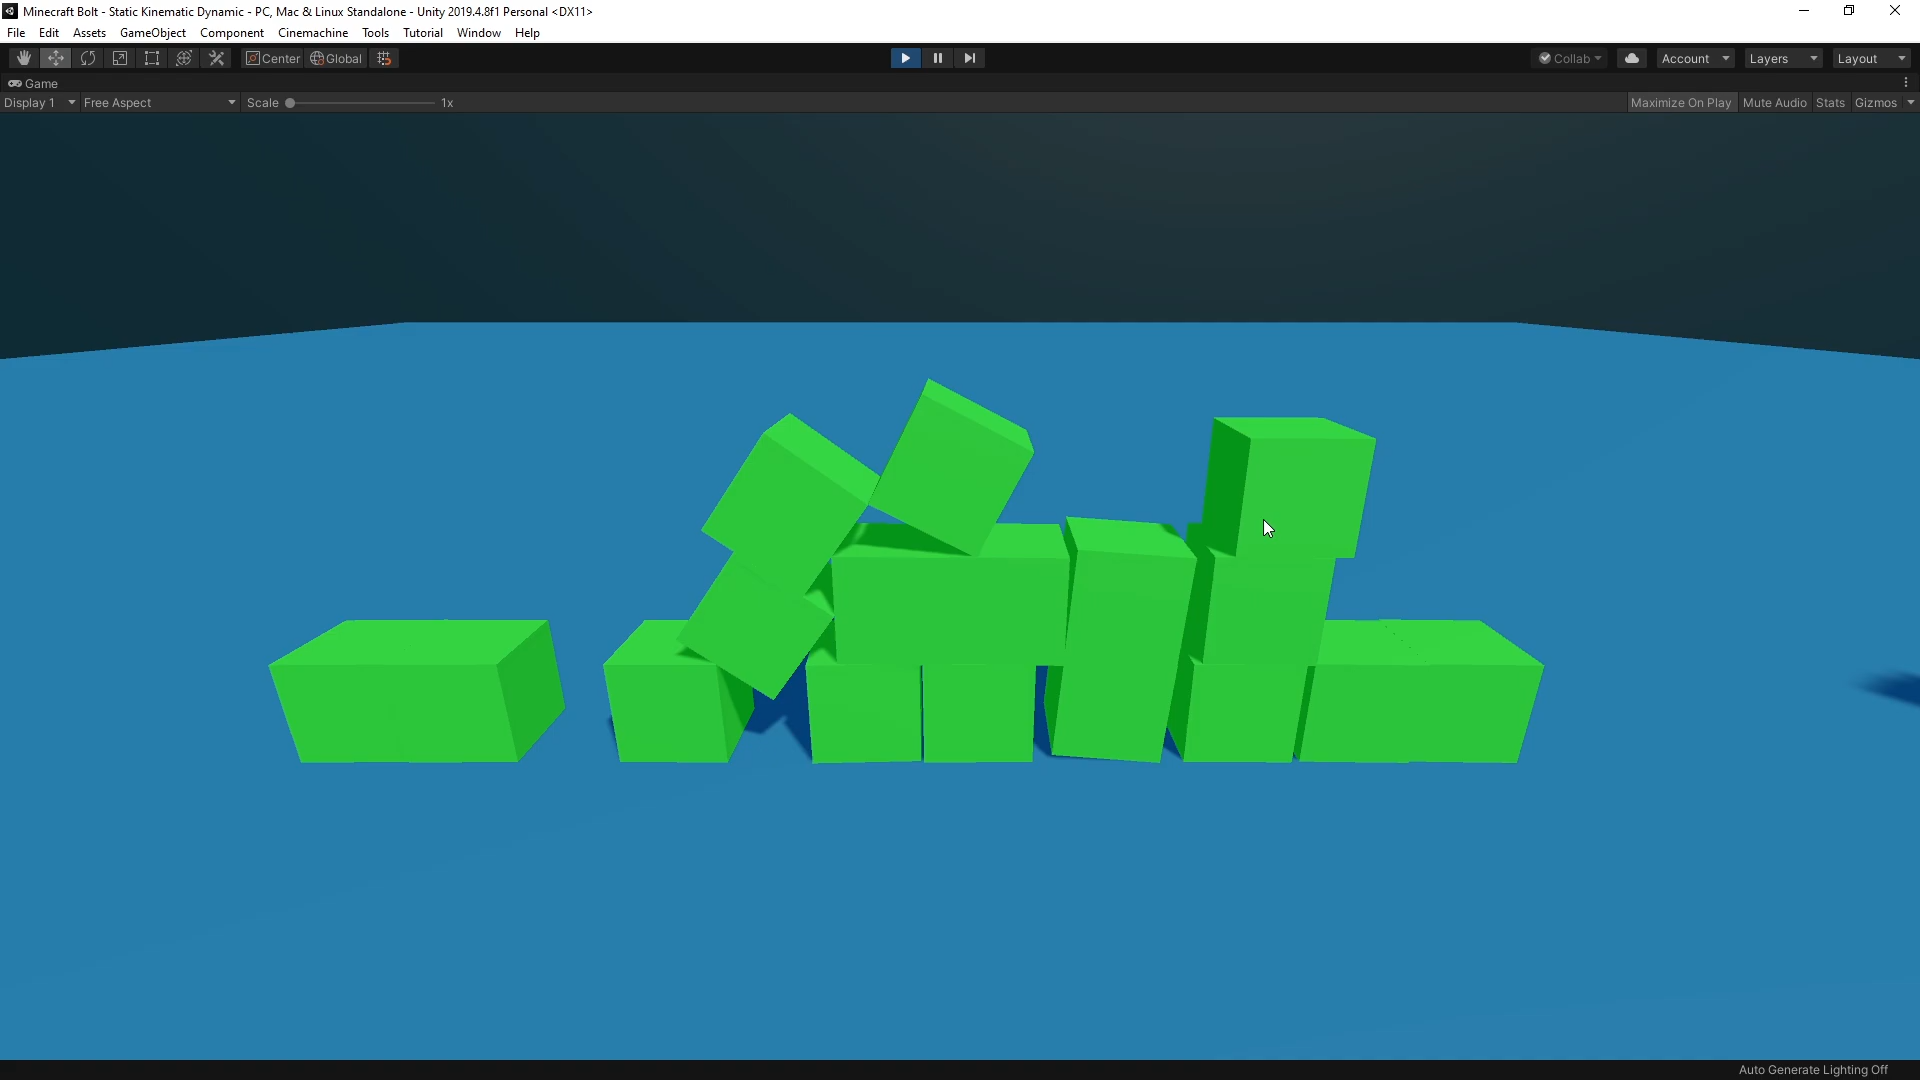 Minecraft Bolt - Static Kinematic Dynamic - PC, Mac & Linux Standalone - Unity 2019.4.8f1 Personal <DX11>
File Edit Assets GameObject Component Cinemachine Tools Tutorial Window Help
Center Global Collab Account Layers Layout
Game
Display 1 Free Aspect Scale 1x Maximize On Play Mute Audio Stats Gizmos
Auto Generate Lighting Off